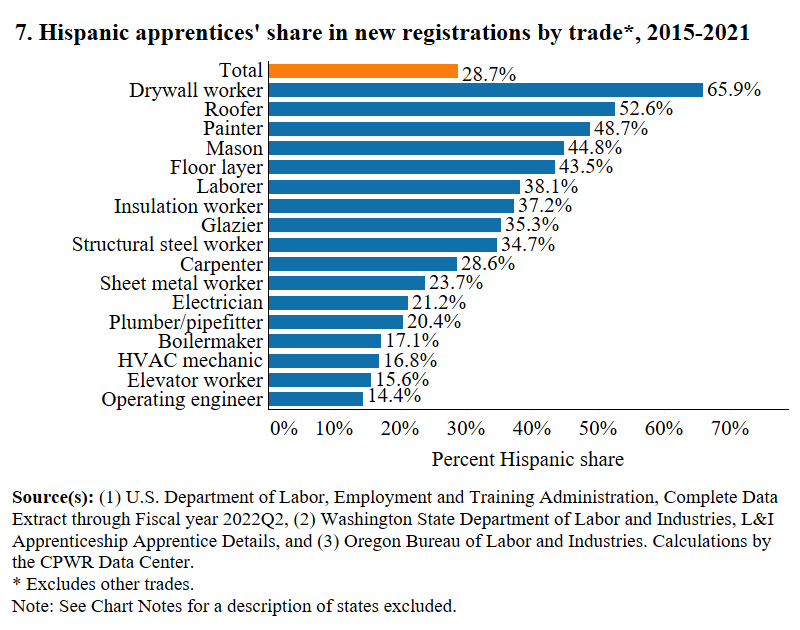 7. Hispanic apprentices' share in new registrations by trade*, 2015-2021
Total 28.7%
Drywall worker 65.9%
Roofer 52.6%
Painter 48.7%
Mason 44.8%
Floor layer 43.5%
Laborer 38.1%
Insulation worker 37.2%
Glazier 35.3%
Structural steel worker 34.7%
Carpenter 28.6%
Sheet metal worker 23.7%
Electrician 21.2%
Plumber/pipefitter 20.4%
Boilermaker 17.1%
HVAC mechanic 16.8%
Elevator worker 15.6%
Operating engineer 14.4%
0% 10% 20% 30% 40% 50% 60% 70%
Percent Hispanic share
Source(s): (1) U.S. Department of Labor, Employment and Training Administration, Complete Data
Extract through Fiscal year 2022Q2, (2) Washington State Department of Labor and Industries, L&I
Apprenticeship Apprentice Details, and (3) Oregon Bureau of Labor and Industries. Calculations by
the CPWR Data Center.
* Excludes other trades.
Note: See Chart Notes for a description of states excluded.